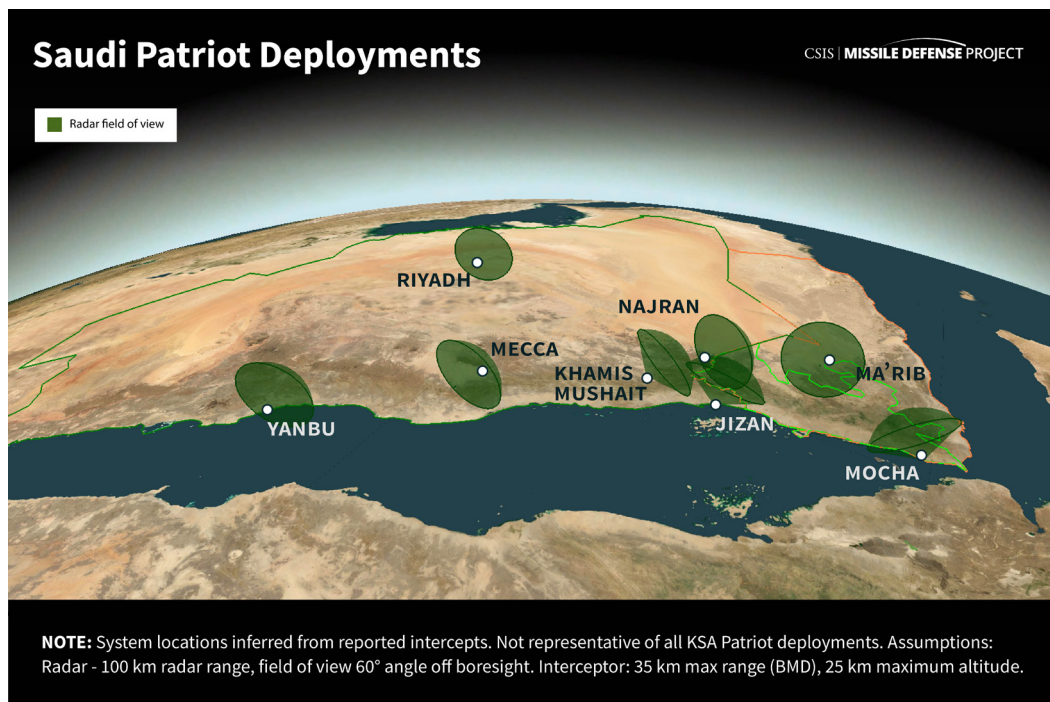 Saudi Patriot Deployments
CSIS | MISSILE DEFENSE PROJECT
Radar field of view
RIYADH
NAJRAN
MECCA
KHAMIS
MUSHAIT
MA’RIB
YANBU
JIZAN
MOCHA
NOTE: System locations inferred from reported intercepts. Not representative of all KSA Patriot deployments. Assumptions:
Radar - 100 km radar range, field of view 60° angle off boresight. Interceptor: 35 km max range (BMD), 25 km maximum altitude.